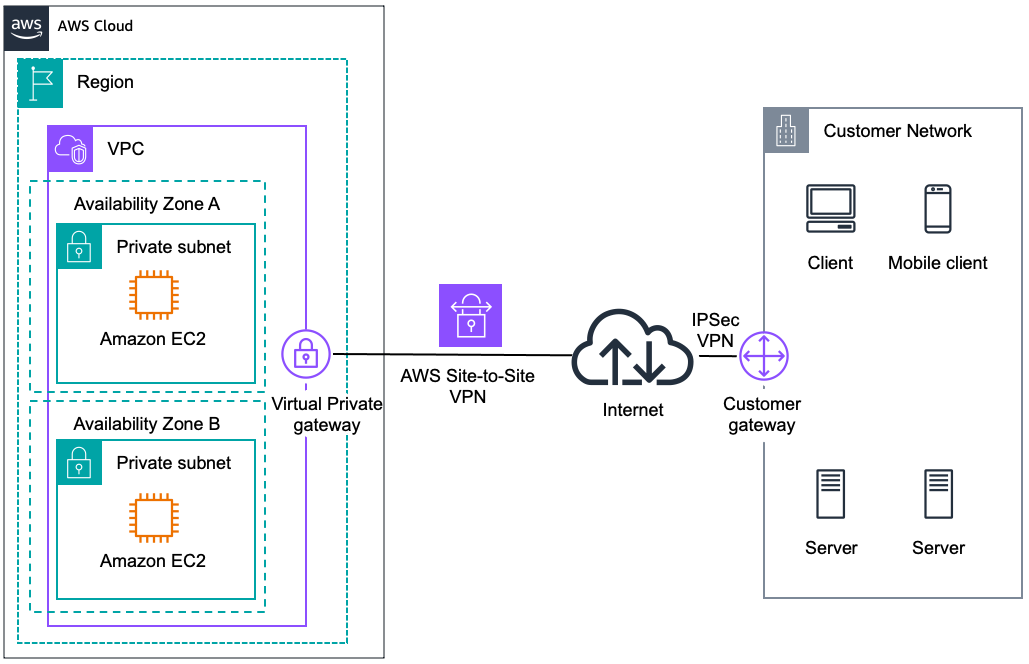 aws
AWS Cloud
Region
VPC
Availability Zone A
Private subnet
Amazon EC2
Availability Zone B
Private subnet
Amazon EC2
Virtual Private
gateway
AWS Site-to-Site
VPN
Internet
IPSec
VPN
Customer
gateway
Customer Network
Client
Mobile client
Server
Server